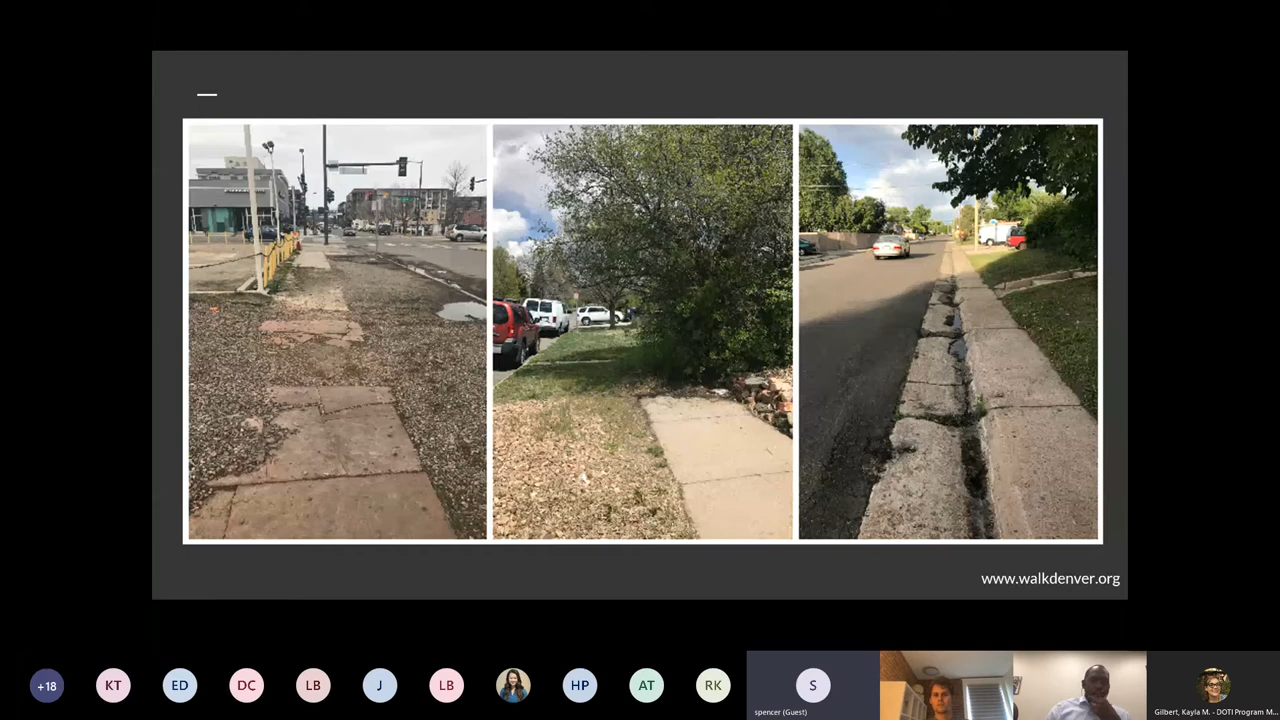 www.walkdenver.org
+18
KT
ED
DC
LB
J
LB
HP
AT
RK
S
spencer (Guest)
Gilbert, Kayla M. - DOTI Program M...